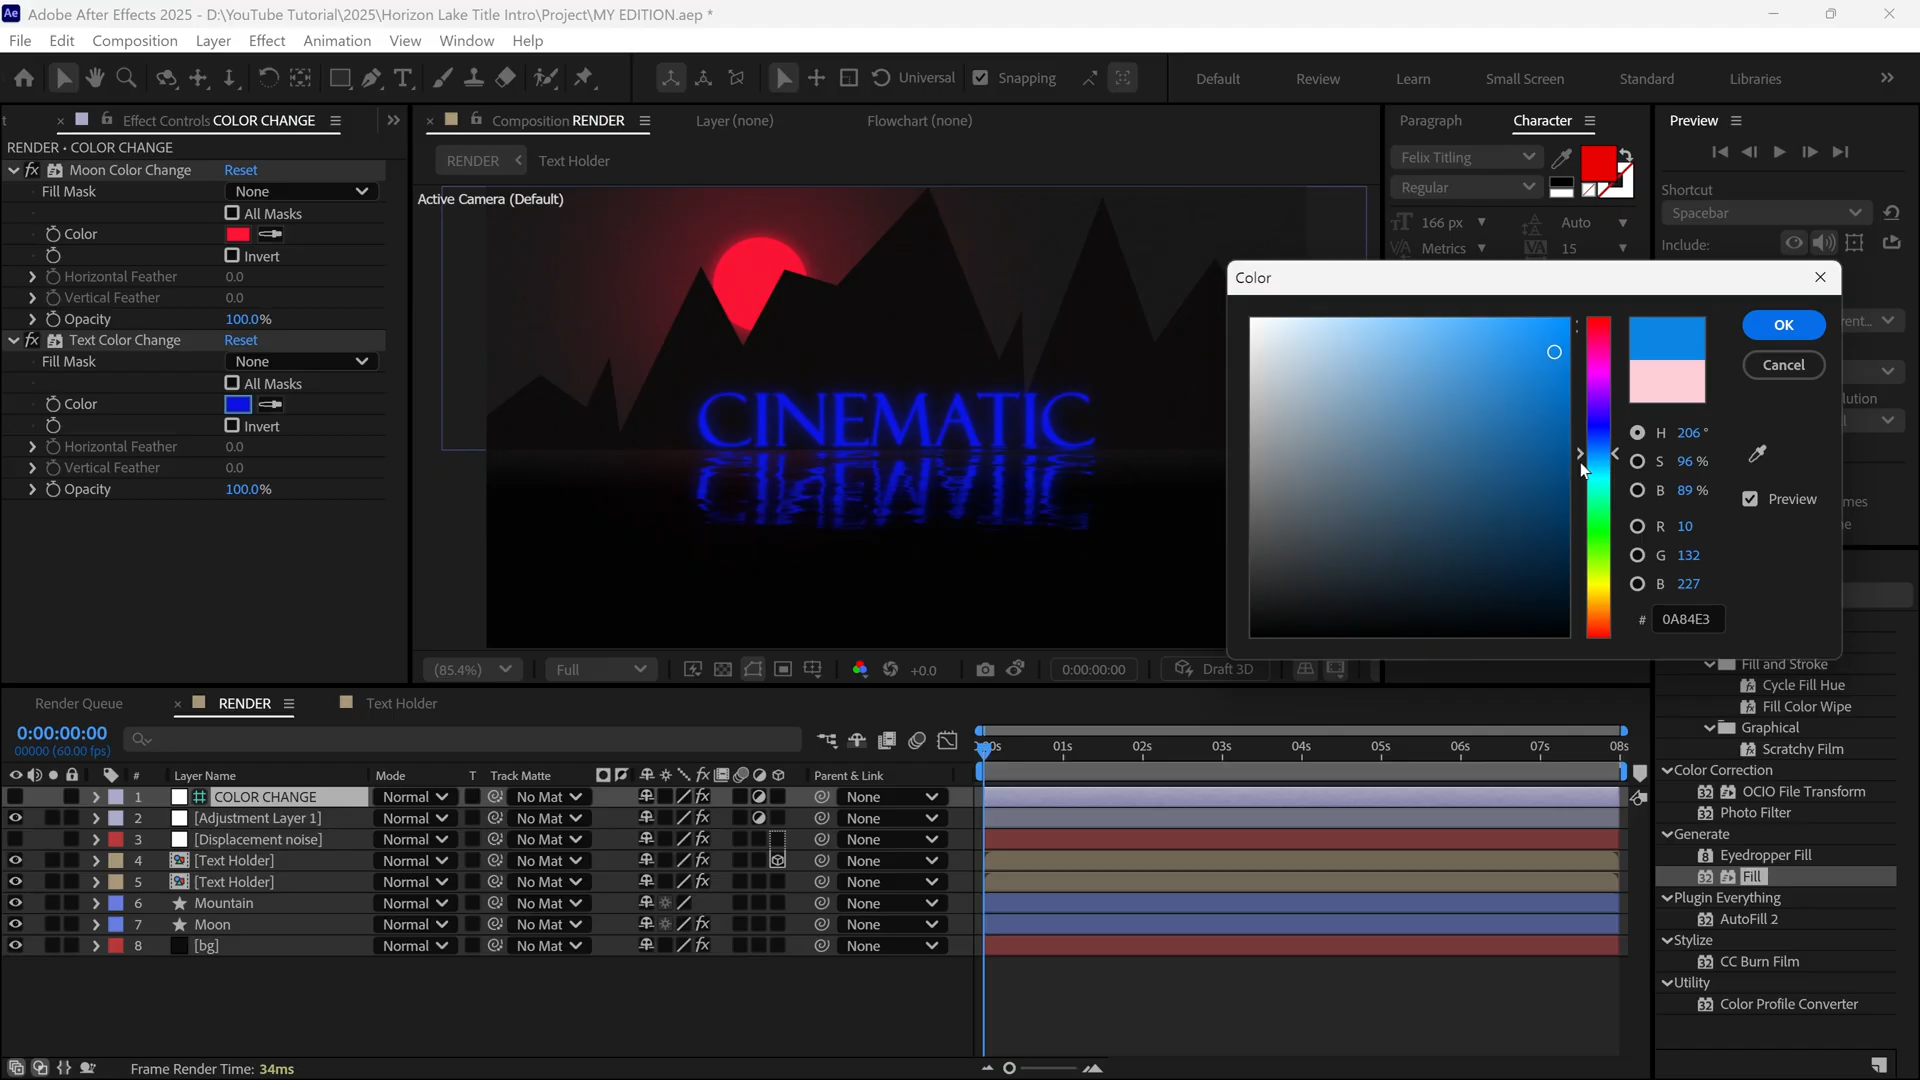 Adobe After Effects 2025 - D:\YouTube Tutorial\2025\Horizon Lake Title Intro\Project\MY EDITION.aep *
File Edit Composition Layer Effect Animation View Window Help
Universal Snapping Default Review Learn Small Screen Standard Libraries
Effect Controls COLOR CHANGE
Composition RENDER Layer (none) Flowchart (none)
Paragraph Character Preview
RENDER • COLOR CHANGE
RENDER Text Holder
Felix Titling
Moon Color Change Reset
Fill Mask None
Regular
Shortcut
Active Camera (Default)
All Masks
Spacebar
166 px Auto
Color
Metrics 15
Include:
Invert
Horizontal Feather 0.0
Vertical Feather 0.0
Opacity 100.0%
Text Color Change Reset
Fill Mask None
All Masks
Color
Invert
Horizontal Feather 0.0
Vertical Feather 0.0
Opacity 100.0%
CINEMATIC
Color
OK
Cancel
H 206 °
S 96 %
B 89 %
Preview
R 10
G 132
B 227
# 0A84E3
(85.4%) Full +0.0 0:00:00:00 Draft 3D
Render Queue RENDER Text Holder
0:00:00:00
00000 (60.00 fps)
01s 02s 03s 04s 05s 06s 07s 08s
# Layer Name Mode T Track Matte Parent & Link
1 COLOR CHANGE Normal No Mat None
2 [Adjustment Layer 1] Normal No Mat None
3 [Displacement noise] Normal No Mat None
4 [Text Holder] Normal No Mat None
5 [Text Holder] Normal No Mat None
6 Mountain Normal No Mat None
7 Moon Normal No Mat None
8 [bg] Normal No Mat None
Fill and Stroke
Cycle Fill Hue
Fill Color Wipe
Graphical
Scratchy Film
Color Correction
OCIO File Transform
Photo Filter
Generate
Eyedropper Fill
Fill
Plugin Everything
AutoFill 2
Stylize
CC Burn Film
Utility
Color Profile Converter
Frame Render Time: 34ms